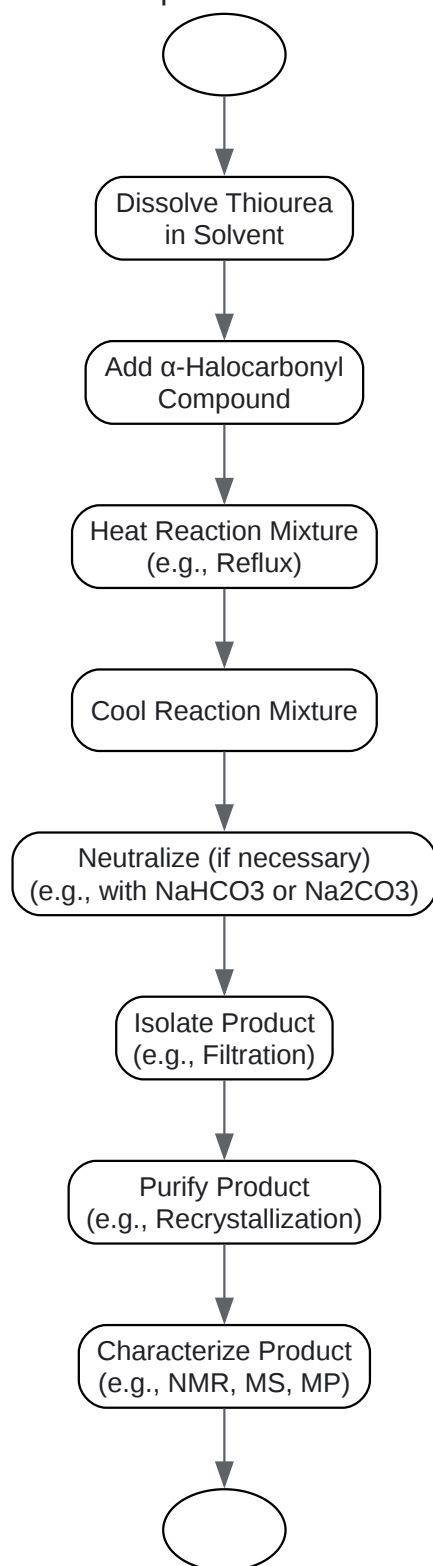 Dissolve Thiourea
in Solvent
Add α-Halocarbonyl
Compound
Heat Reaction Mixture
(e.g., Reflux)
Cool Reaction Mixture
Neutralize (if necessary)
(e.g., with NaHCO3 or Na2CO3)
Isolate Product
(e.g., Filtration)
Purify Product
(e.g., Recrystallization)
Characterize Product
(e.g., NMR, MS, MP)